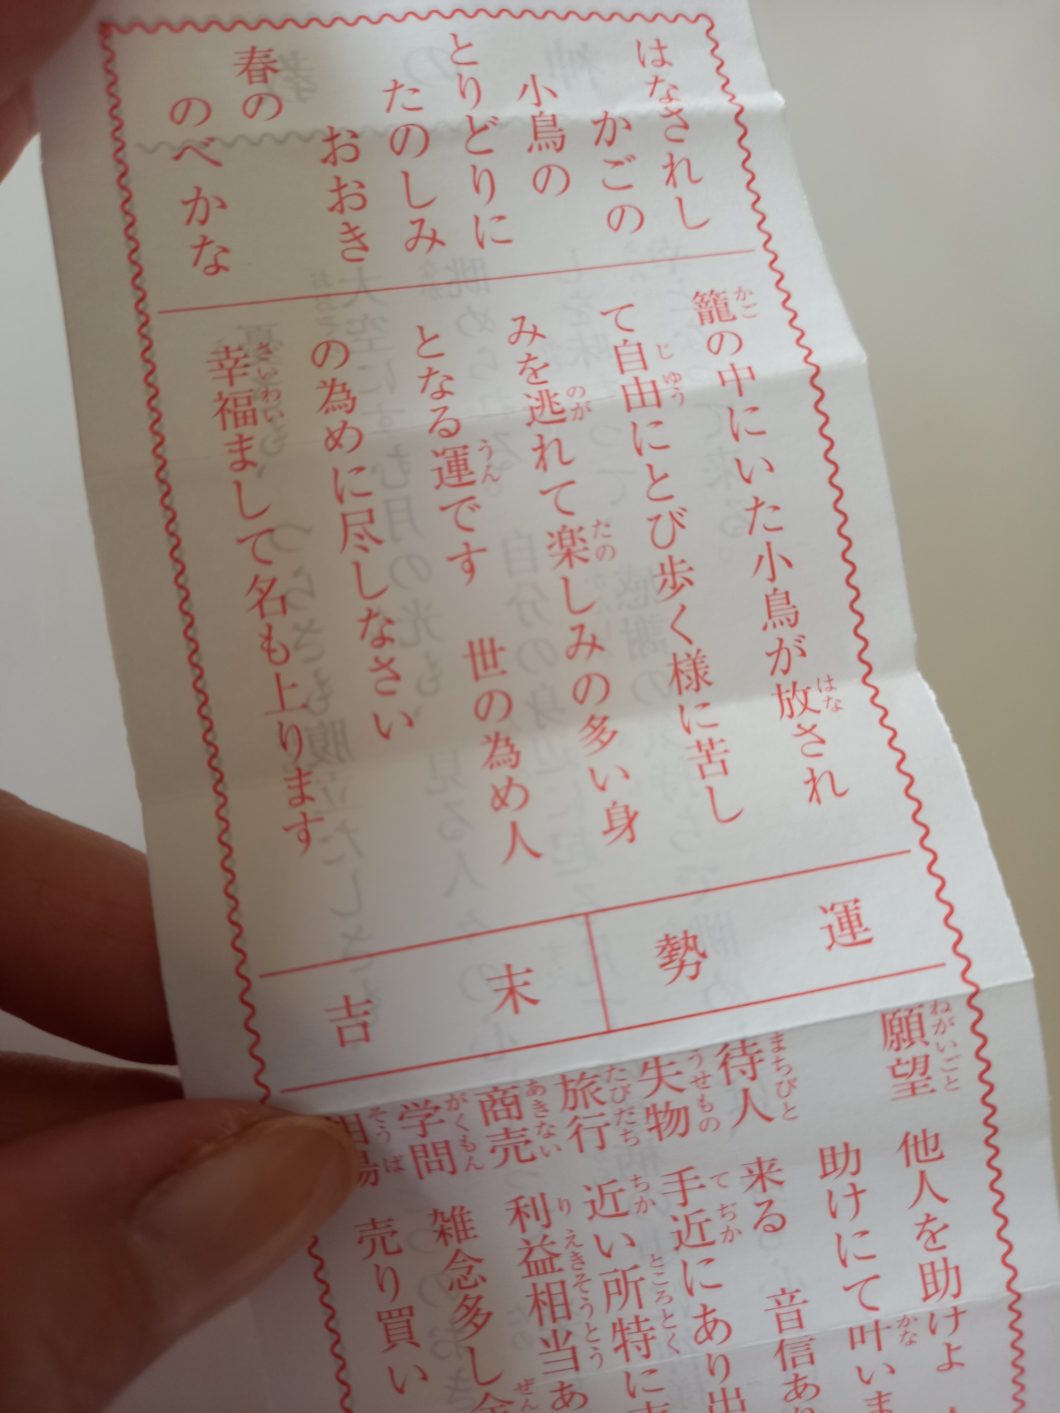 はなされし
かごの
小鳥の
とりどりに
たのしみ
おおき
春の
のべかな
籠の中にいた小鳥が放され
て自由にとび歩く様に苦し
みを逃れて楽しみの多い身
となる運です 世の為め人
の為めに尽しなさい
幸福まして名も上ります
運勢
末吉
願望 他人を助けよ
助けにて叶いま
待人 来る 音信あり
失物 手近にあり出
旅行 近い所特に
商売 利益相当あ
学問 雑念多し
相場 売り買い